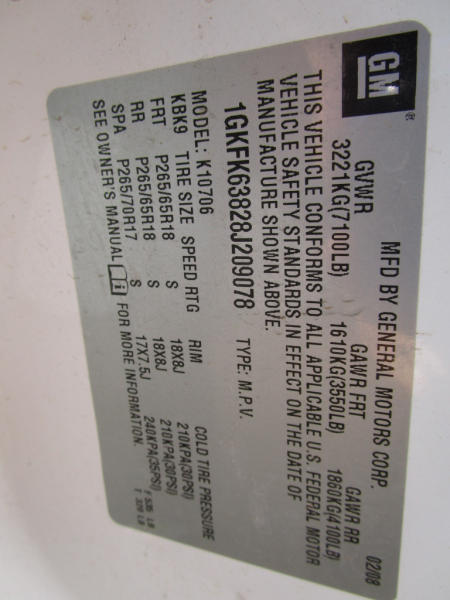 GM ®
MFD BY GENERAL MOTORS CORP. 02/08
GVWR GAWR FRT GAWR RR
3221KG(7100LB) 1610KG(3550LB) 1860KG(4100LB)
THIS VEHICLE CONFORMS TO ALL APPLICABLE U.S. FEDERAL MOTOR
VEHICLE SAFETY STANDARDS IN EFFECT ON THE DATE OF
MANUFACTURE SHOWN ABOVE.
1GKFK63828J209078 TYPE: M.P.V.
MODEL: K10706
KBK9 TIRE SIZE SPEED RTG RIM COLD TIRE PRESSURE
FRT P265/65R18 S 18X8J 210KPA(30PSI)
RR P265/65R18 S 18X8J 210KPA(30PSI)
SPA P265/70R17 S 17X7.5J 240KPA(35PSI)
SEE OWNER'S MANUAL i FOR MORE INFORMATION. F 535 LB
T 329 LB